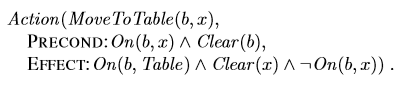 Action(MoveToTable(b, x),
PRECOND: On(b, x) ∧ Clear(b),
EFFECT: On(b, Table) ∧ Clear(x) ∧ ¬On(b, x)) .